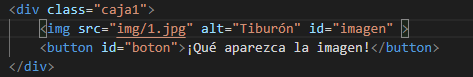 <div class="caja1">
<img src="img/1.jpg" alt="Tiburón" id="imagen" >
<button id="boton">¡Qué aparezca la imagen!</button>
</div>